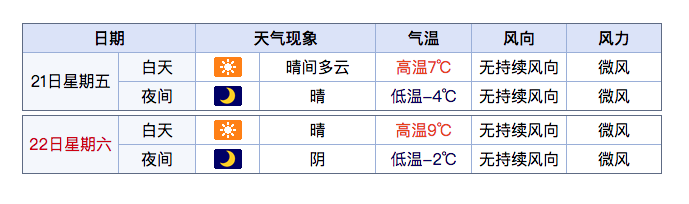 日期 天气现象 气温 风向 风力
21日星期五 白天 晴间多云 高温7℃ 无持续风向 微风
夜间 晴 低温-4℃ 无持续风向 微风
22日星期六 白天 晴 高温9℃ 无持续风向 微风
夜间 阴 低温-2℃ 无持续风向 微风